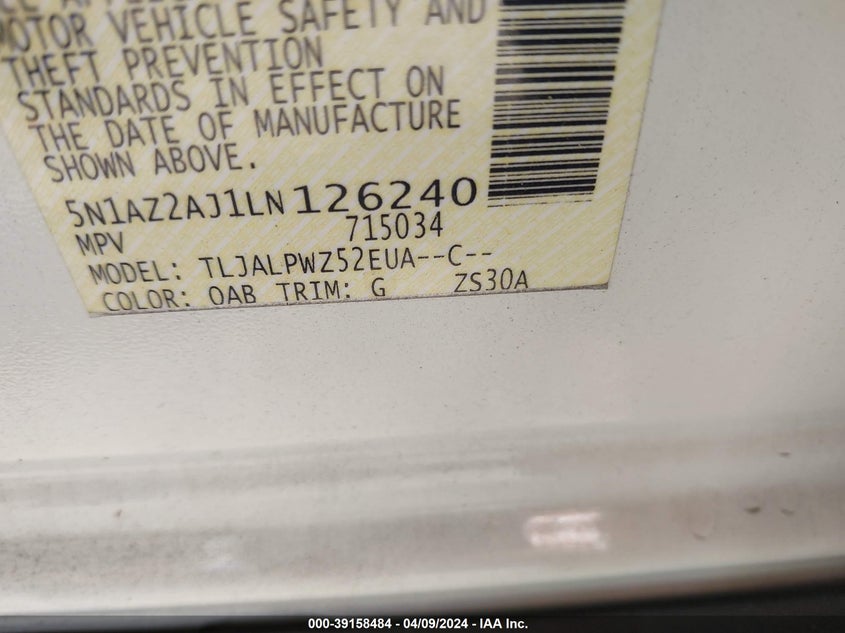 MOTOR VEHICLE SAFETY AND
THEFT PREVENTION
STANDARDS IN EFFECT ON
THE DATE OF MANUFACTURE
SHOWN ABOVE.
5N1AZ2AJ1LN126240
MPV 715034
MODEL: TLJALPWZ52EUA--C--
COLOR: QAB TRIM: G ZS30A
000-39158484 - 04/09/2024 - IAA Inc.